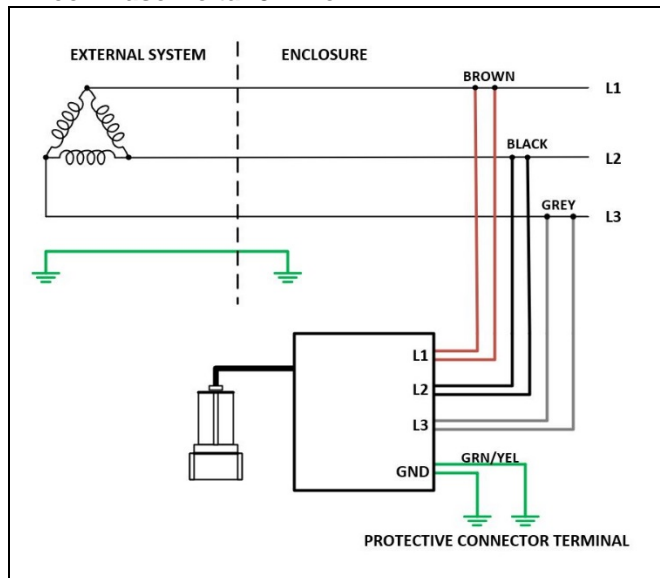 EXTERNAL SYSTEM
ENCLOSURE
BROWN
L1
BLACK
L2
GREY
L3
L1
L2
L3
GRN/YEL
GND
PROTECTIVE CONNECTOR TERMINAL